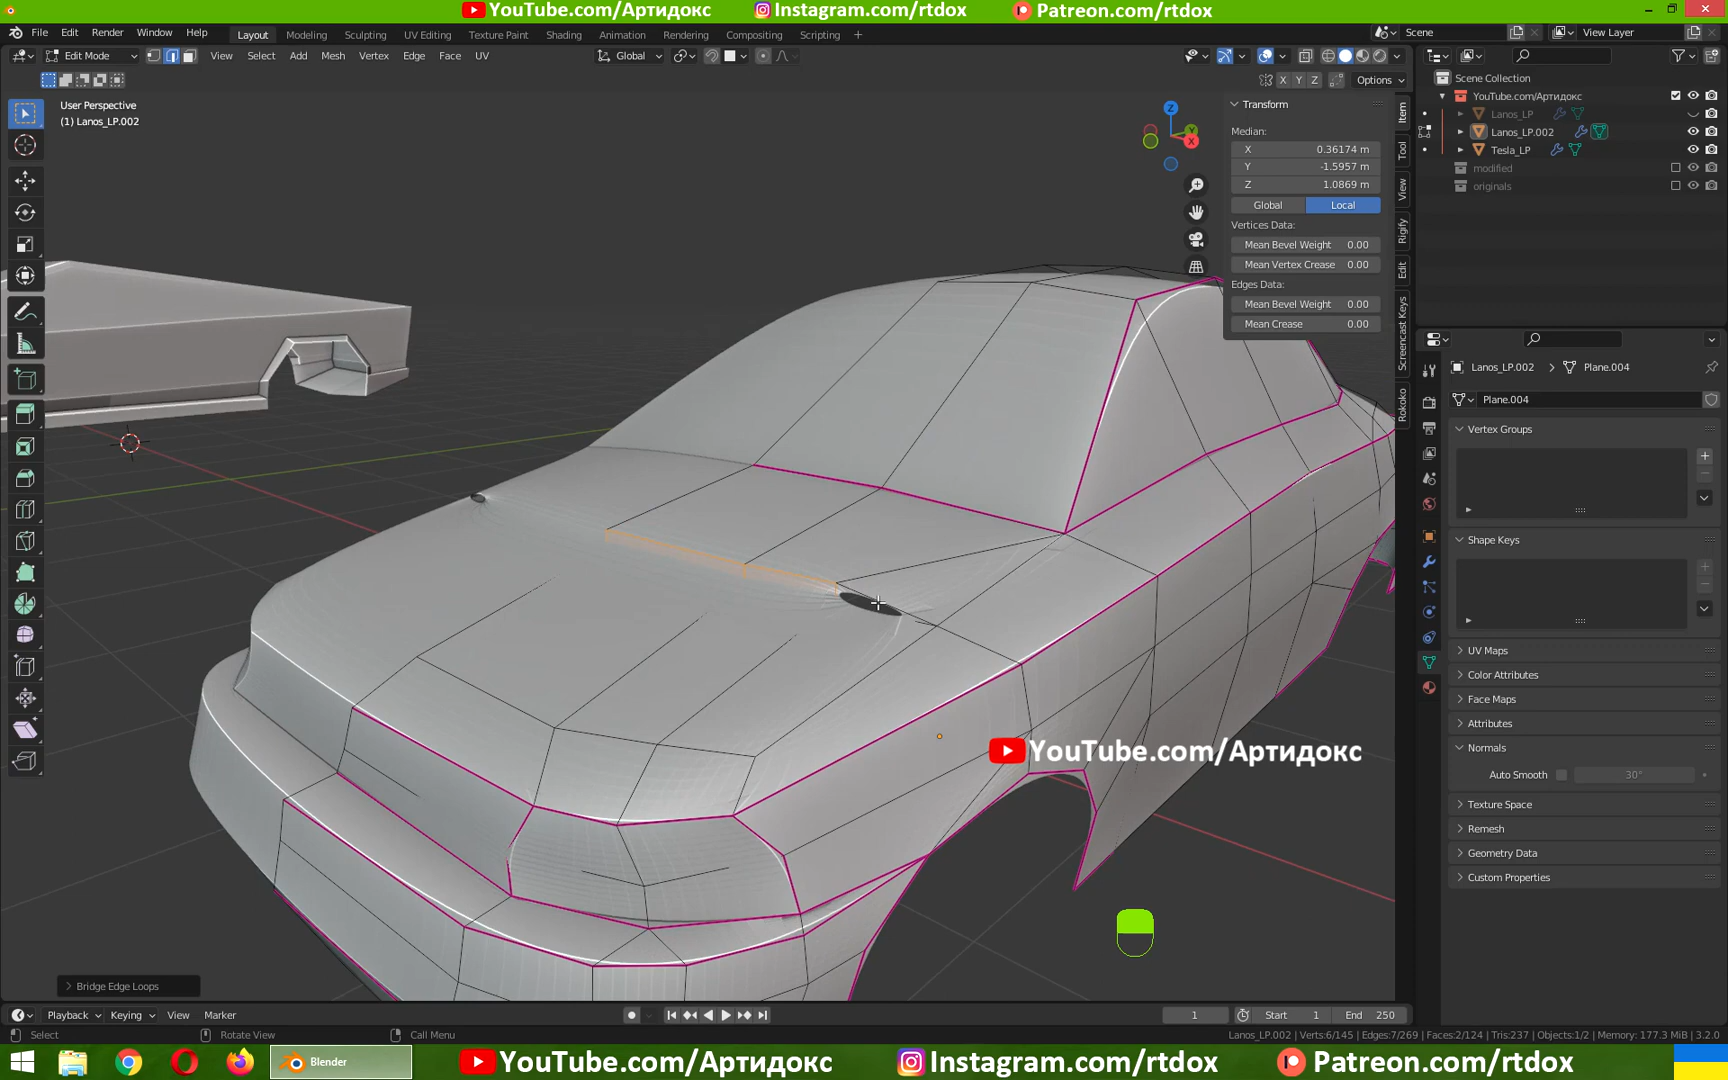 YouTube.com/Артидокс Instagram.com/rtdox Patreon.com/rtdox
File Edit Render Window Help Layout Modeling Sculpting UV Editing Texture Paint Shading Animation Rendering Compositing Scripting + Scene View Layer
Edit Mode View Select Add Mesh Vertex Edge Face UV Global
X Y Z Options
User Perspective
(1) Lanos_LP.002
Transform
Median:
X 0.36174 m
Y -1.5957 m
Z 1.0869 m
Global Local
Vertices Data:
Mean Bevel Weight 0.00
Mean Vertex Crease 0.00
Edges Data:
Mean Bevel Weight 0.00
Mean Crease 0.00
Item
Tool
View
Rigify
Edit
Screencast Keys
Rokoko
Z
X
Scene Collection
YouTube.com/Артидокс
Lanos_LP
Lanos_LP.002
Tesla_LP
modified
originals
Lanos_LP.002 > Plane.004
Plane.004
Vertex Groups
Shape Keys
UV Maps
Color Attributes
Face Maps
Attributes
Normals
Auto Smooth 30°
Texture Space
Remesh
Geometry Data
Custom Properties
YouTube.com/Артидокс
Bridge Edge Loops
Playback Keying View Marker 1 Start 1 End 250
Select Rotate View Call Menu Lanos_LP.002 | Verts:6/145 | Edges:7/269 | Faces:2/124 | Tris:237 | Objects:1/2 | Memory: 177.3 MiB | 3.2.0
Blender YouTube.com/Артидокс Instagram.com/rtdox Patreon.com/rtdox